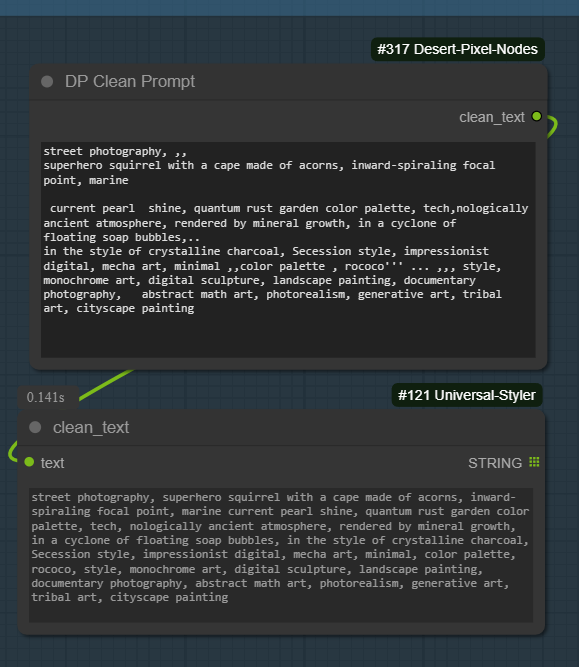 #317 Desert-Pixel-Nodes
DP Clean Prompt
clean_text
street photography, ,,
superhero squirrel with a cape made of acorns, inward-spiraling focal
point, marine
current pearl  shine, quantum rust garden color palette, tech,nologically
ancient atmosphere, rendered by mineral growth, in a cyclone of
floating soap bubbles,..
in the style of crystalline charcoal, Secession style, impressionist
digital, mecha art, minimal ,,color palette , rococo''' ... ,,, style,
monochrome art, digital sculpture, landscape painting, documentary
photography,   abstract math art, photorealism, generative art, tribal
art, cityscape painting
0.141s
#121 Universal-Styler
clean_text
text
STRING
street photography, superhero squirrel with a cape made of acorns, inward-
spiraling focal point, marine current pearl shine, quantum rust garden color
palette, tech, nologically ancient atmosphere, rendered by mineral growth,
in a cyclone of floating soap bubbles, in the style of crystalline charcoal,
Secession style, impressionist digital, mecha art, minimal, color palette,
rococo, style, monochrome art, digital sculpture, landscape painting,
documentary photography, abstract math art, photorealism, generative art,
tribal art, cityscape painting